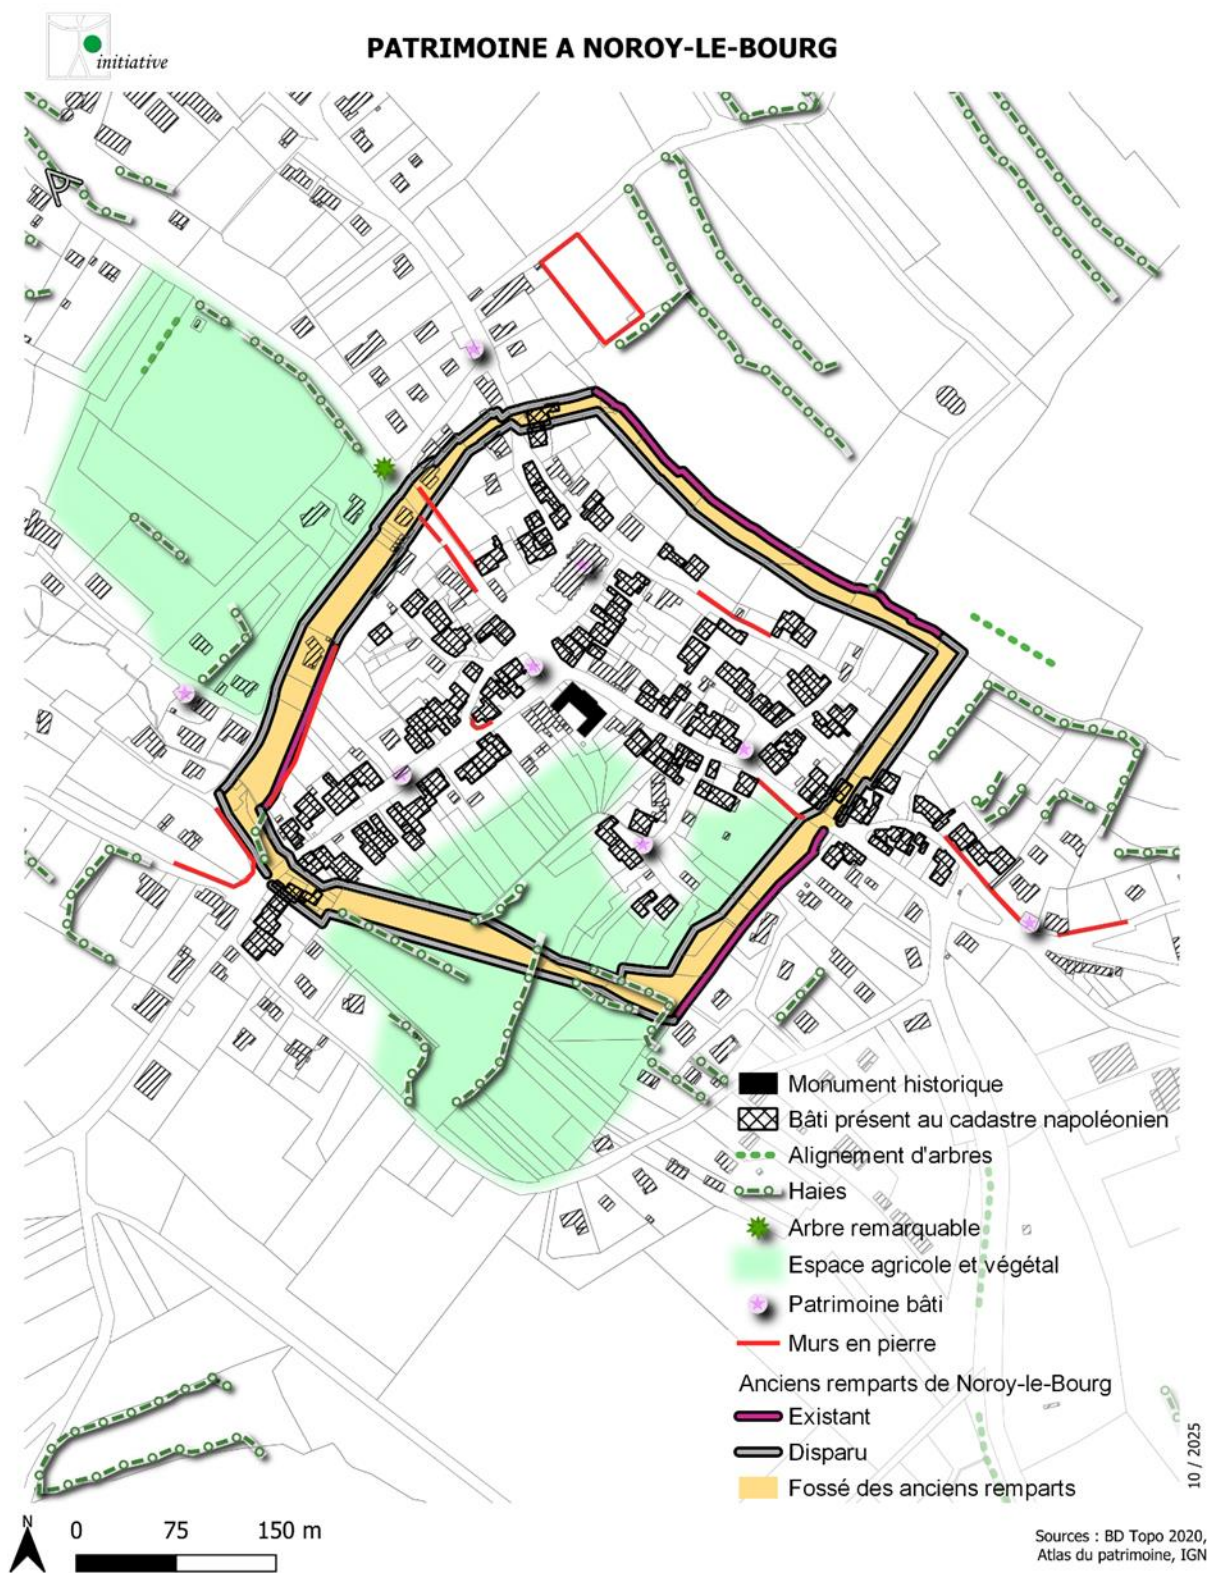 initiative
PATRIMOINE A NOROY-LE-BOURG
Monument historique
Bâti présent au cadastre napoléonien
Alignement d'arbres
Haies
Arbre remarquable
Espace agricole et végétal
Patrimoine bâti
Murs en pierre
Anciens remparts de Noroy-le-Bourg
Existant
Disparu
Fossé des anciens remparts
10 / 2025
N
0 75 150 m
Sources : BD Topo 2020,
Atlas du patrimoine, IGN